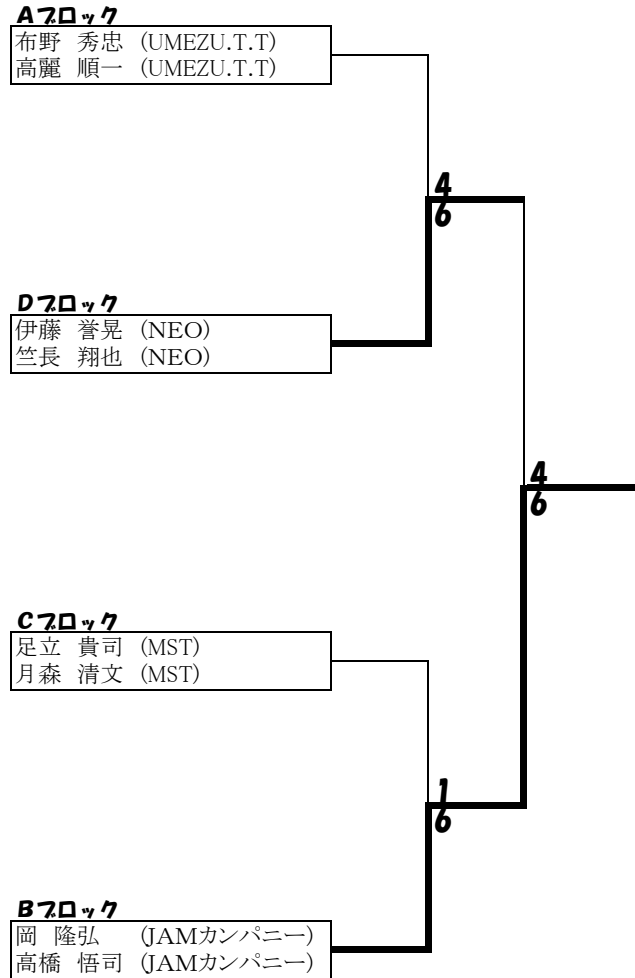 Aブロック
布野 秀忠 (UMEZU.T.T)
高麗 順一 (UMEZU.T.T)
4
6
Dブロック
伊藤 誉晃 (NEO)
竺長 翔也 (NEO)
4
6
Cブロック
足立 貴司 (MST)
月森 清文 (MST)
1
6
Bブロック
岡 隆弘 (JAMカンパニー)
高橋 悟司 (JAMカンパニー)